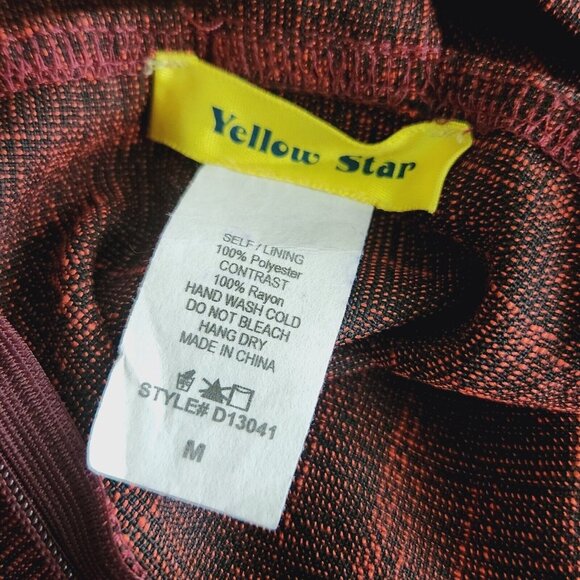 Yellow Star
SELF / LINING
100% Polyester
CONTRAST
100% Rayon
HAND WASH COLD
DO NOT BLEACH
HANG DRY
MADE IN CHINA
STYLE# D13041
M